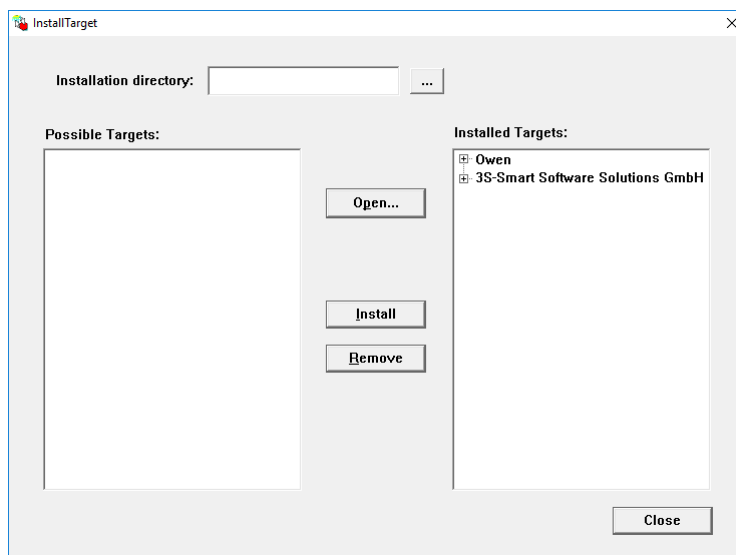 InstallTarget
Installation directory:
...
Possible Targets:
Installed Targets:
Owen
3S-Smart Software Solutions GmbH
Open...
Install
Remove
Close